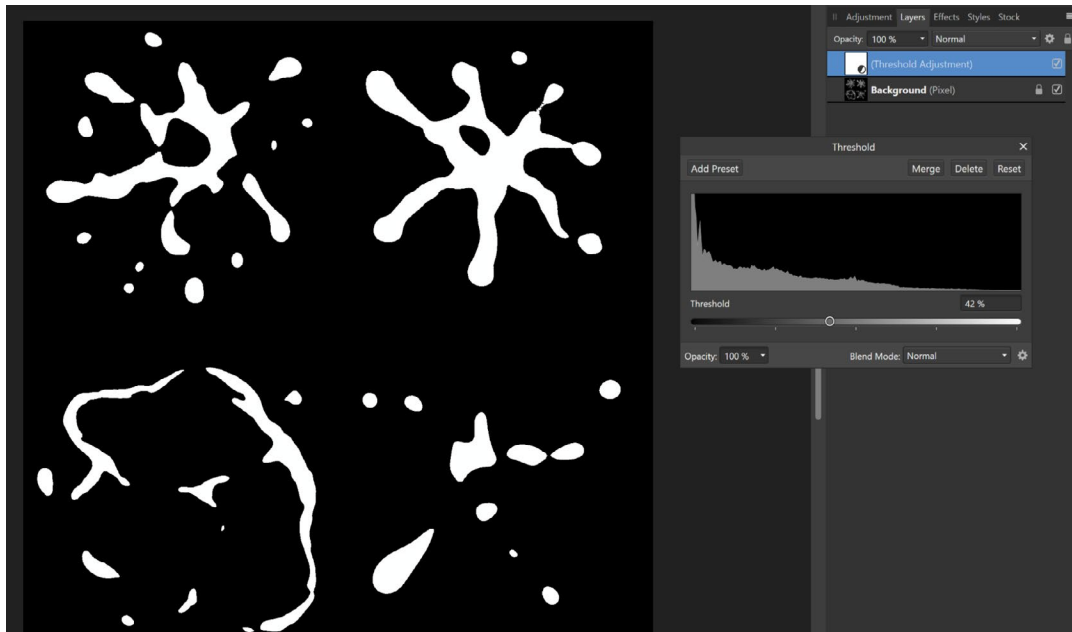 Adjustment Layers Effects Styles Stock
Opacity: 100 % Normal
(Threshold Adjustment)
Background (Pixel)
Threshold
Add Preset Merge Delete Reset
Threshold 42 %
Opacity: 100 % Blend Mode: Normal